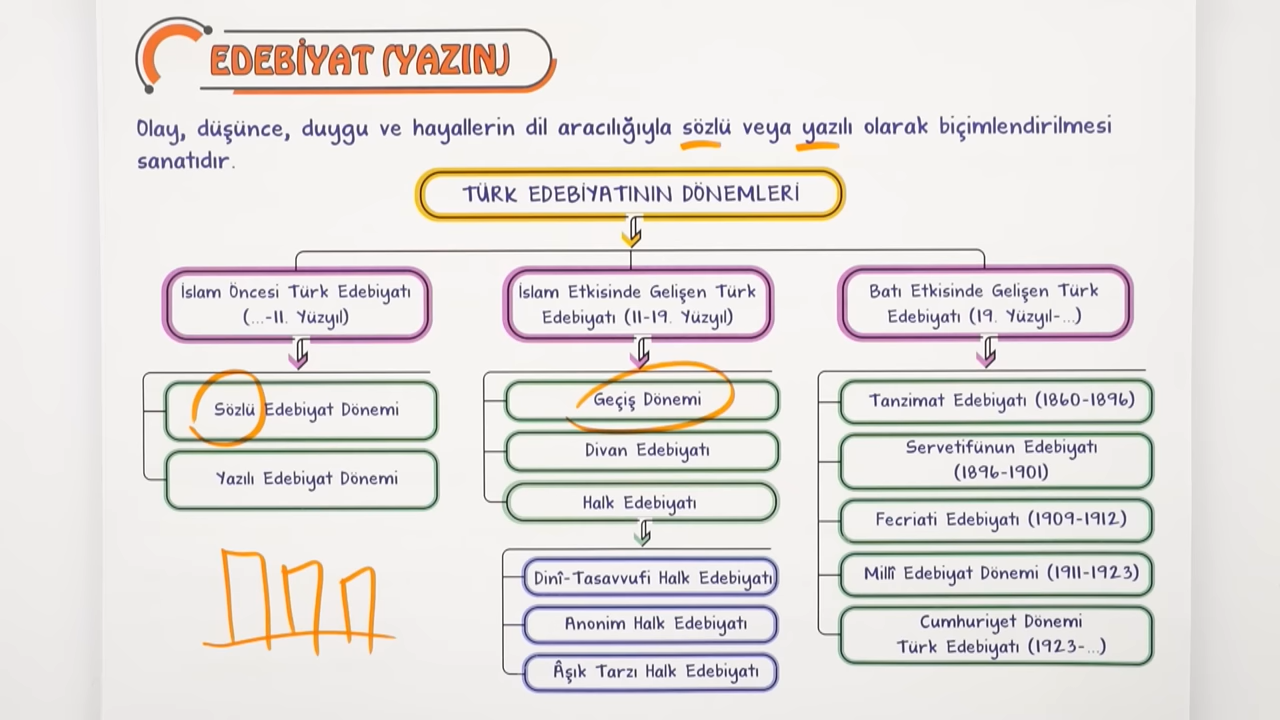 EDEBİYAT (YAZIN)
Olay, düşünce, duygu ve hayallerin dil aracılığıyla sözlü veya yazılı olarak biçimlendirilmesi
sanatıdır.
TÜRK EDEBİYATININ DÖNEMLERİ
İslam Öncesi Türk Edebiyatı
(...-11. Yüzyıl)
Sözlü Edebiyat Dönemi
Yazılı Edebiyat Dönemi
İslam Etkisinde Gelişen Türk
Edebiyatı (11-19. Yüzyıl)
Geçiş Dönemi
Divan Edebiyatı
Halk Edebiyatı
Dinî-Tasavvufi Halk Edebiyatı
Anonim Halk Edebiyatı
Âşık Tarzı Halk Edebiyatı
Batı Etkisinde Gelişen Türk
Edebiyatı (19. Yüzyıl-...)
Tanzimat Edebiyatı (1860-1896)
Servetifünun Edebiyatı
(1896-1901)
Fecriati Edebiyatı (1909-1912)
Millî Edebiyat Dönemi (1911-1923)
Cumhuriyet Dönemi
Türk Edebiyatı (1923-...)